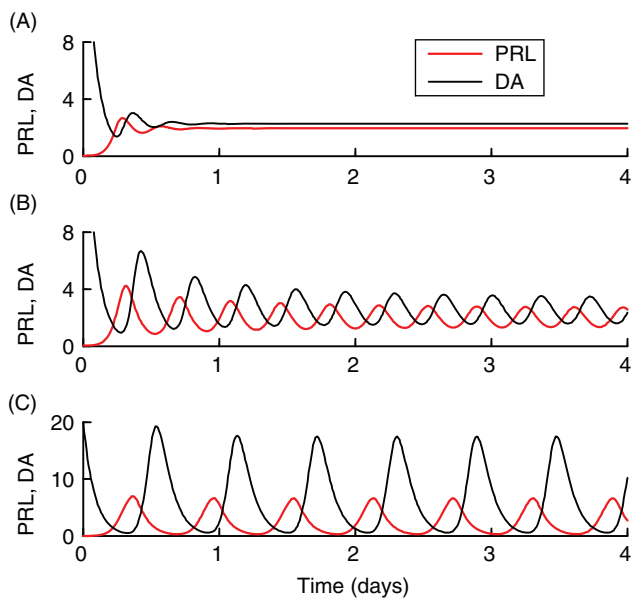 (A)
PRL
DA
PRL, DA
8
4
0
0 1 2 3 4
(B)
PRL, DA
8
4
0
0 1 2 3 4
(C)
PRL, DA
20
10
0
0 1 2 3 4
Time (days)